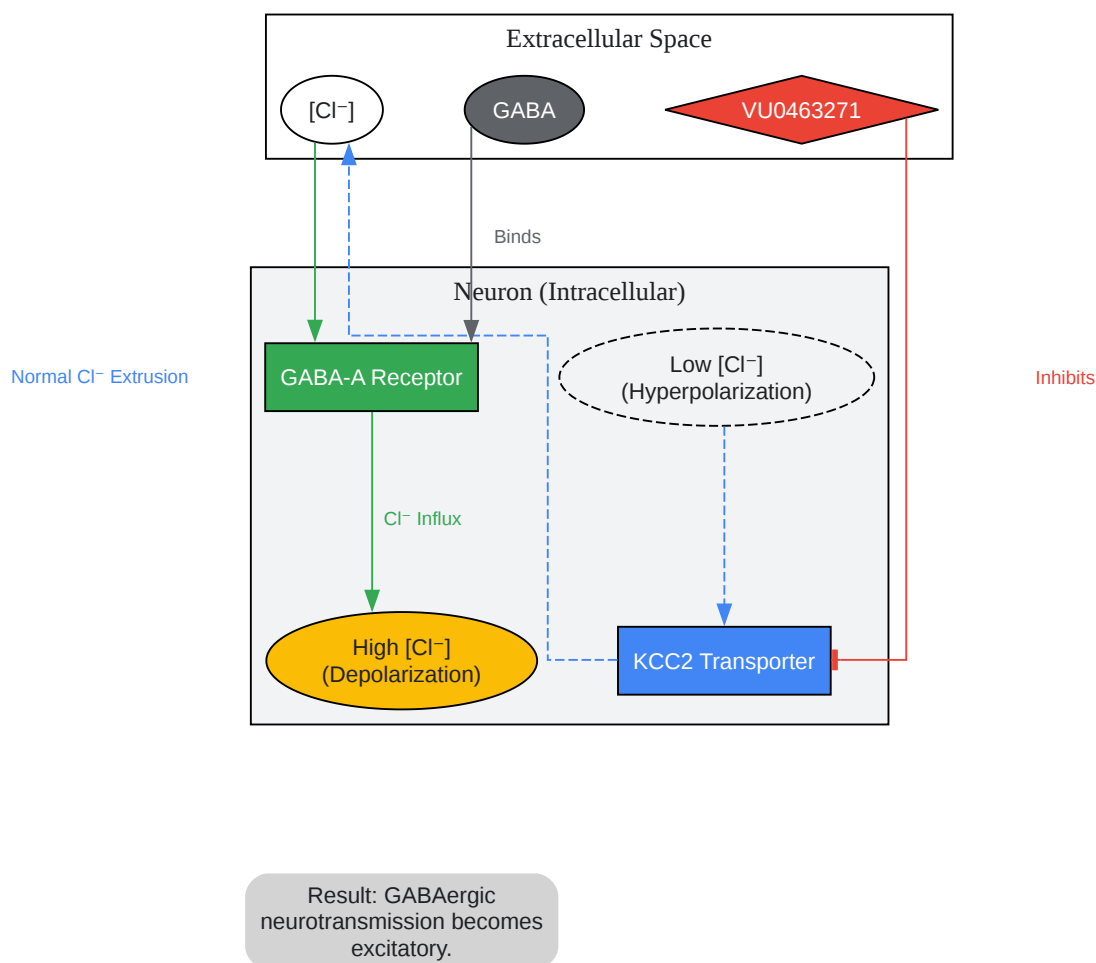 Extracellular Space
[Cl⁻]
GABA
VU0463271
Binds
Neuron (Intracellular)
GABA-A Receptor
Low [Cl⁻]
(Hyperpolarization)
Normal Cl⁻ Extrusion
Inhibits
Cl⁻ Influx
High [Cl⁻]
(Depolarization)
KCC2 Transporter
Result: GABAergic
neurotransmission becomes
excitatory.